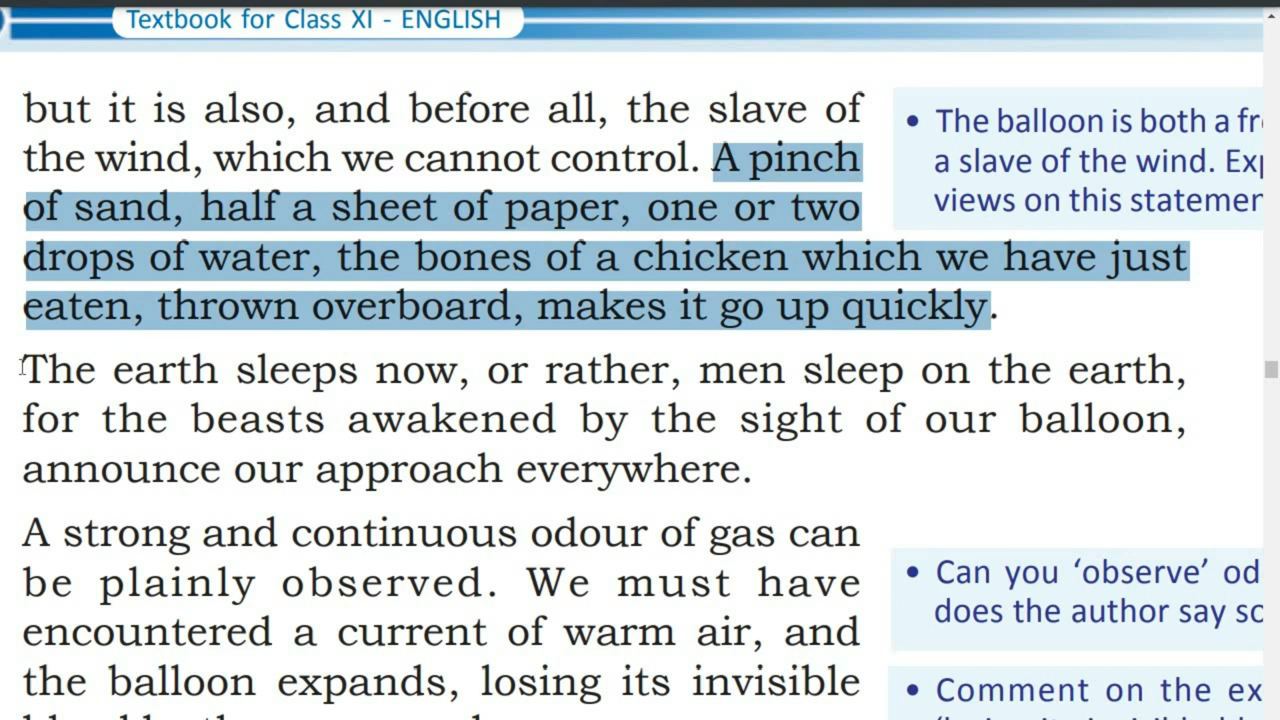 Textbook for Class XI - ENGLISH
but it is also, and before all, the slave of
the wind, which we cannot control. A pinch
of sand, half a sheet of paper, one or two
drops of water, the bones of a chicken which we have just
eaten, thrown overboard, makes it go up quickly.
• The balloon is both a
a slave of the wind.
views on this
The earth sleeps now, or rather, men sleep on the earth,
for the beasts awakened by the sight of our balloon,
announce our approach everywhere.
A strong and continuous odour of gas can
be plainly observed. We must have
encountered a current of warm air, and
the balloon expands, losing its invisible
• Can you ‘observe’
does the author say
• Comment on the